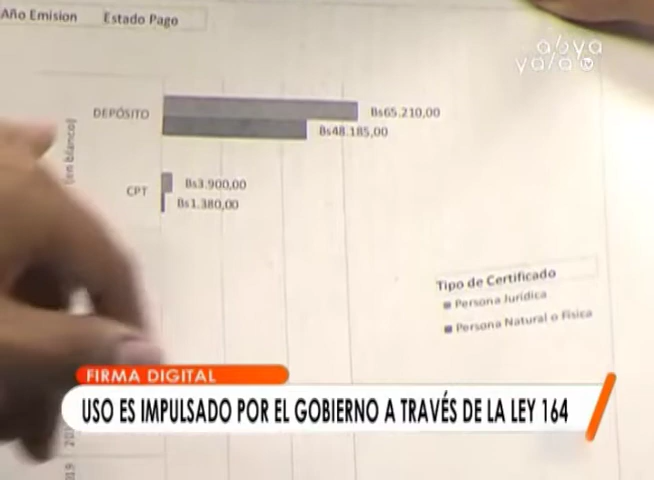 Año Emision
Estado Pago
abya
yala tv
DEPÓSITO
Bs65.210,00
Bs48.185,00
(en blanco)
CPT
Bs3.900,00
Bs1.380,00
Tipo de Certificado
Persona Jurídica
Persona Natural o Física
FIRMA DIGITAL
USO ES IMPULSADO POR EL GOBIERNO A TRAVÉS DE LA LEY 164